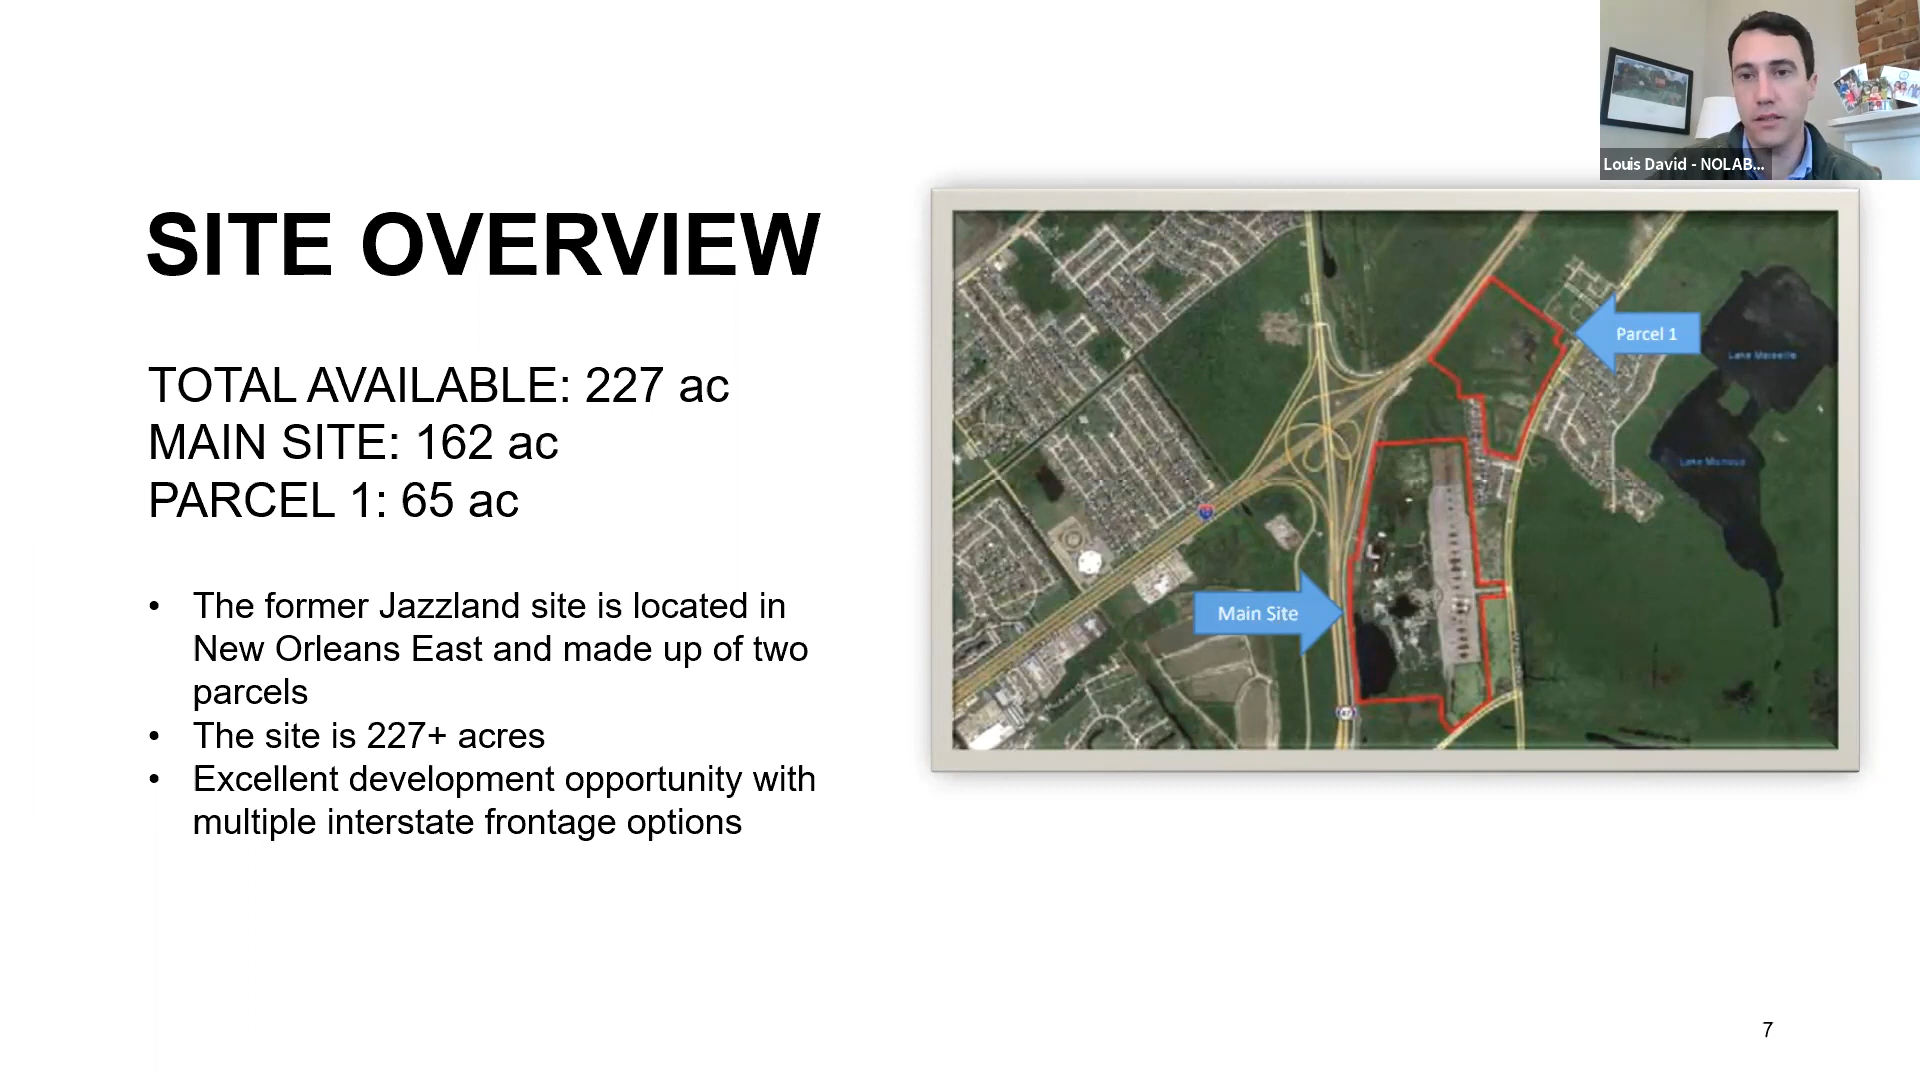 Louis David - NOLAB...
SITE OVERVIEW
TOTAL AVAILABLE: 227 ac
MAIN SITE: 162 ac
PARCEL 1: 65 ac
• The former Jazzland site is located in
New Orleans East and made up of two
parcels
• The site is 227+ acres
• Excellent development opportunity with
multiple interstate frontage options
Parcel 1
Main Site
Lake
Lake
7